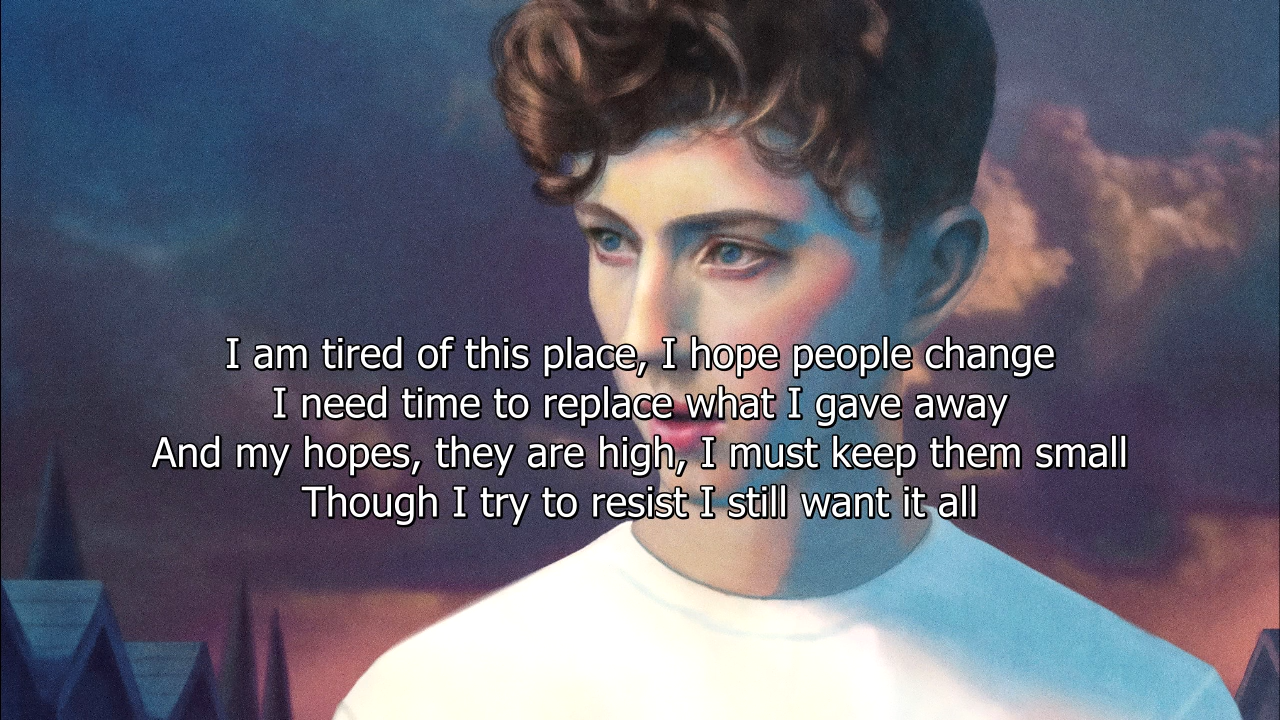 I am tired of this place, I hope people change
I need time to replace what I gave away
And my hopes, they are high, I must keep them small
Though I try to resist I still want it all